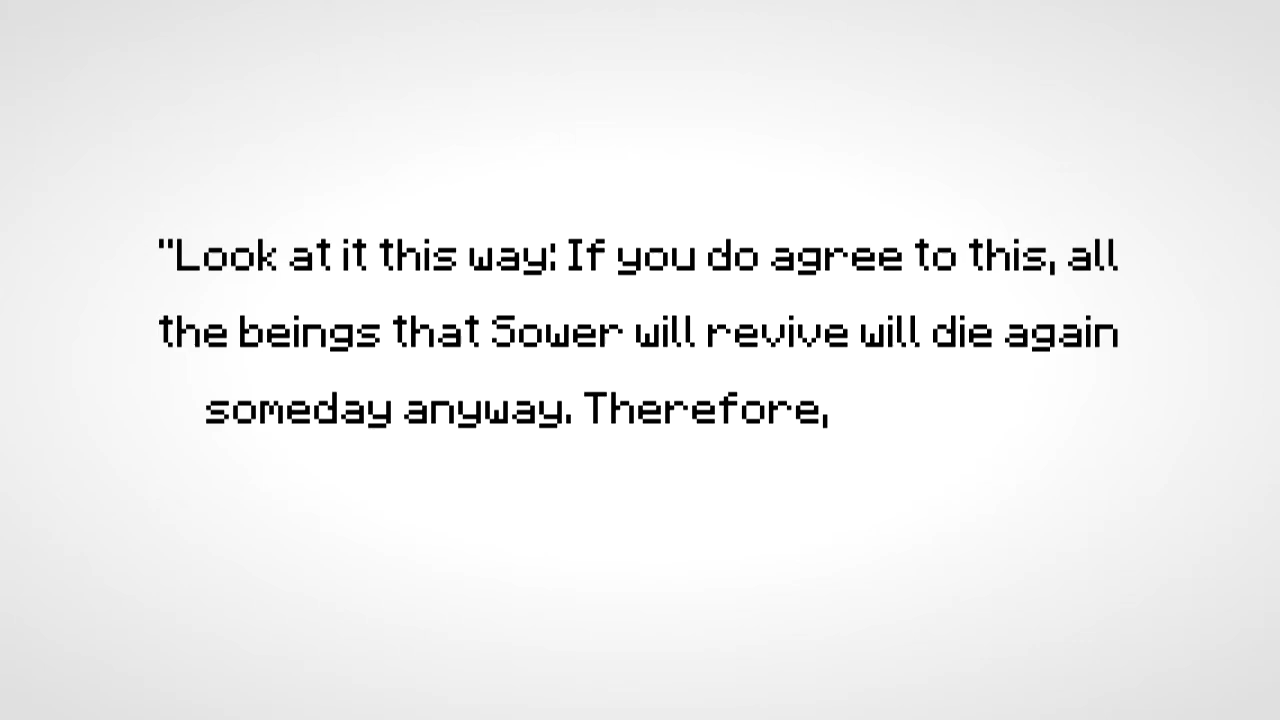 "Look at it this way: If you do agree to this, all
the beings that Sower will revive will die again
someday anyway. Therefore,